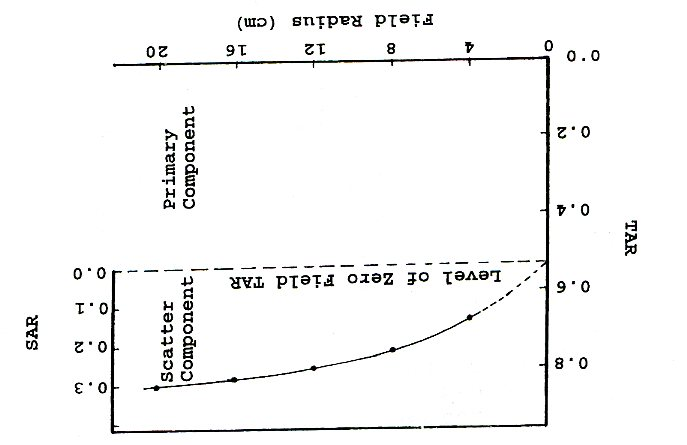 TAR
0.8
0.6
0.4
0.2
0.0
SAR
0.3
0.2
0.1
0.0
Scatter
Component
Level of Zero Field TAR
Primary
Component
0 4 8 12 16 20
Field Radius (cm)